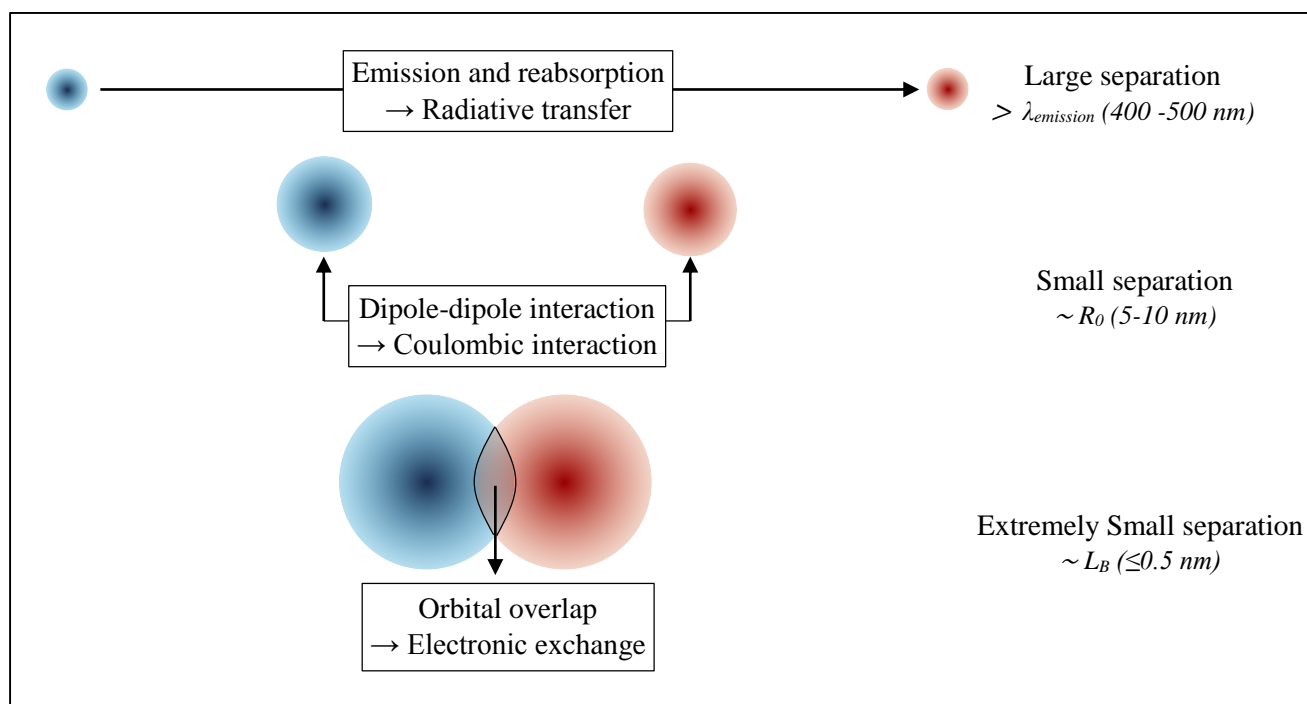 Emission and reabsorption
→ Radiative transfer
Large separation
> λemission (400 -500 nm)
Dipole-dipole interaction
→ Coulombic interaction
Small separation
~ R0 (5-10 nm)
Extremely Small separation
~ LB (≤0.5 nm)
Orbital overlap
→ Electronic exchange